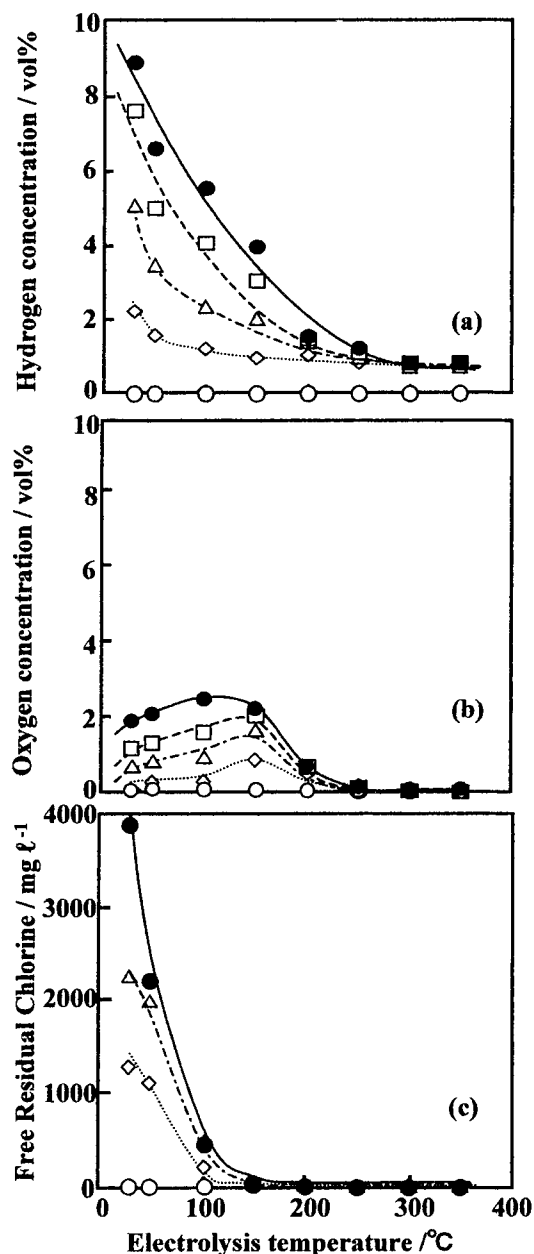 Hydrogen concentration / vol%
10
8
6
4
2
0
(a)
Oxygen concentration / vol%
10
8
6
4
2
0
(b)
Free Residual Chlorine / mg ℓ⁻¹
4000
3000
2000
1000
0
(c)
0 100 200 300 400
Electrolysis temperature /°C